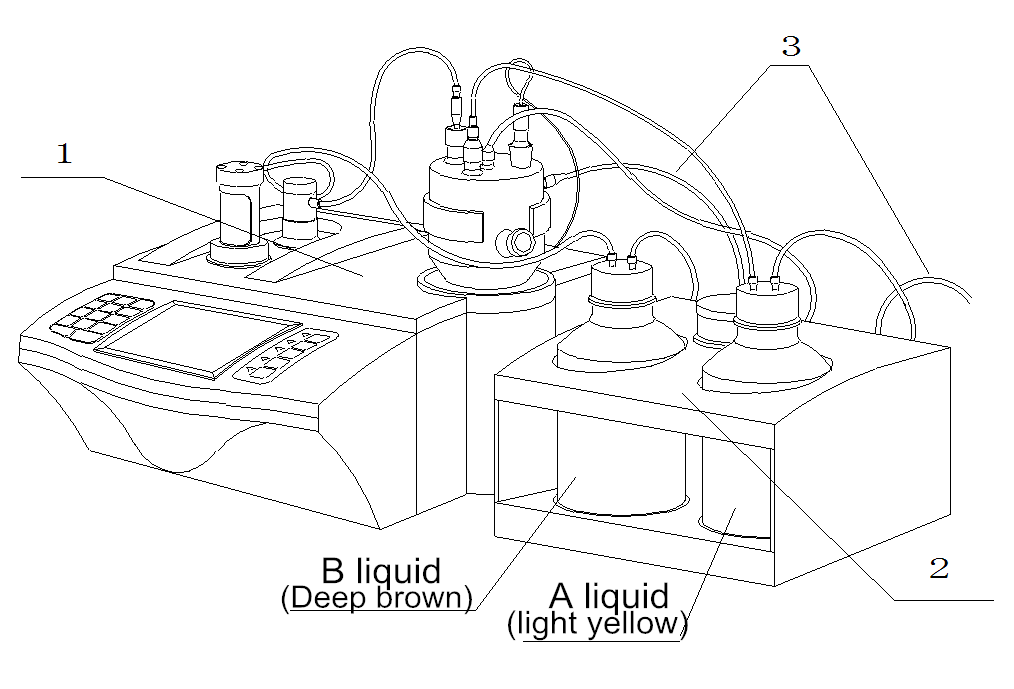 3
1
2
B liquid
(Deep brown)
A liquid
(light yellow)